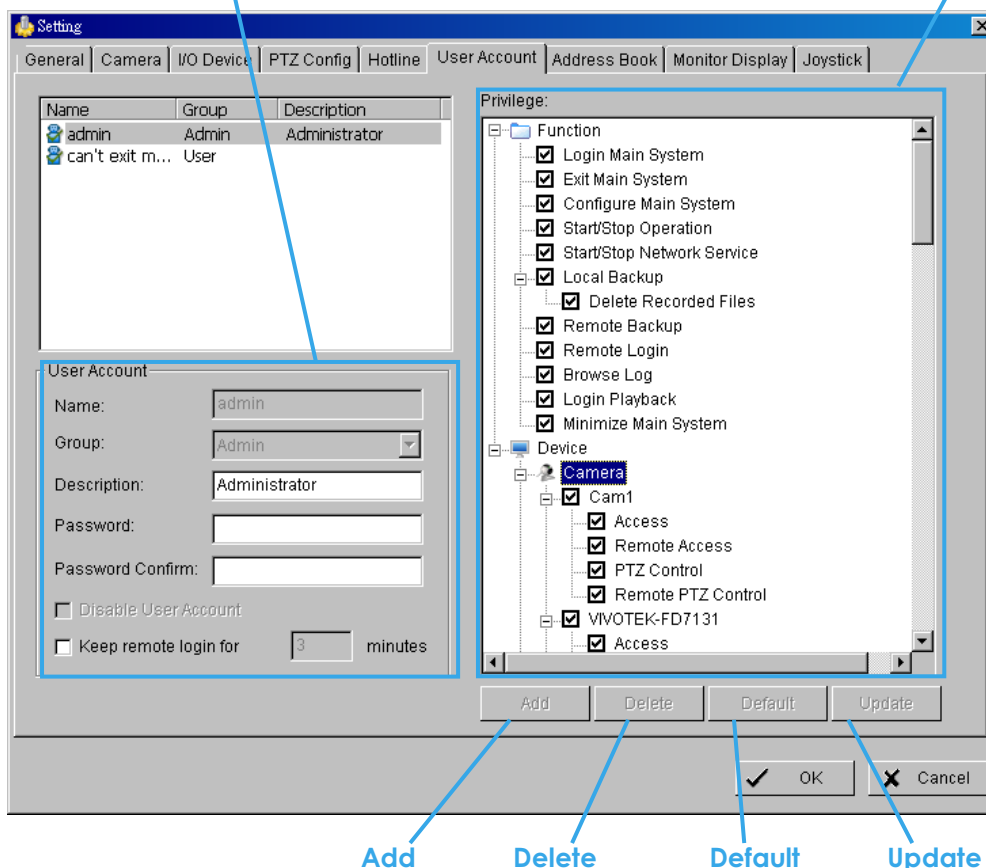 Setting
General Camera I/O Device PTZ Config Hotline User Account Address Book Monitor Display Joystick
Name Group Description
admin Admin Administrator
can't exit m... User
User Account
Name: admin
Group: Admin
Description: Administrator
Password:
Password Confirm:
Disable User Account
Keep remote login for 3 minutes
Privilege:
Function
Login Main System
Exit Main System
Configure Main System
Start/Stop Operation
Start/Stop Network Service
Local Backup
Delete Recorded Files
Remote Backup
Remote Login
Browse Log
Login Playback
Minimize Main System
Device
Camera
Cam1
Access
Remote Access
PTZ Control
Remote PTZ Control
VIVOTEK-FD7131
Access
Add Delete Default Update
OK Cancel
Add Delete Default Update